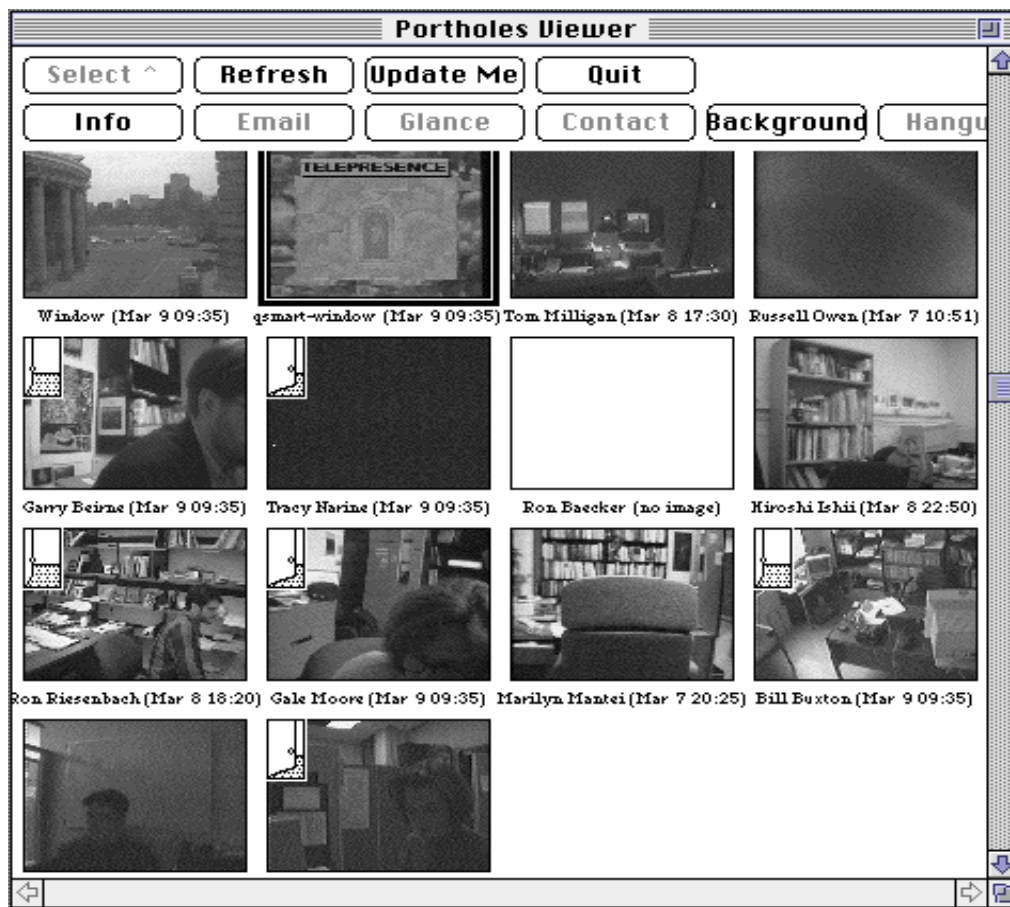 Portholes Viewer
Select ^ Refresh Update Me Quit
Info Email Glance Contact Background Hangu
TELEPRESENCE
Window (Mar 9 09:35) qsmart-window (Mar 9 09:35) Tom Milligan (Mar 8 17:30) Russell Owen (Mar 7 10:51)
Garry Beirne (Mar 9 09:35) Tracy Narine (Mar 9 09:35) Ron Baecker (no image) Hiroshi Ishii (Mar 8 22:50)
Ron Riesenbach (Mar 8 18:20) Gale Moore (Mar 9 09:35) Marilyn Mantei (Mar 7 20:25) Bill Buxton (Mar 9 09:35)